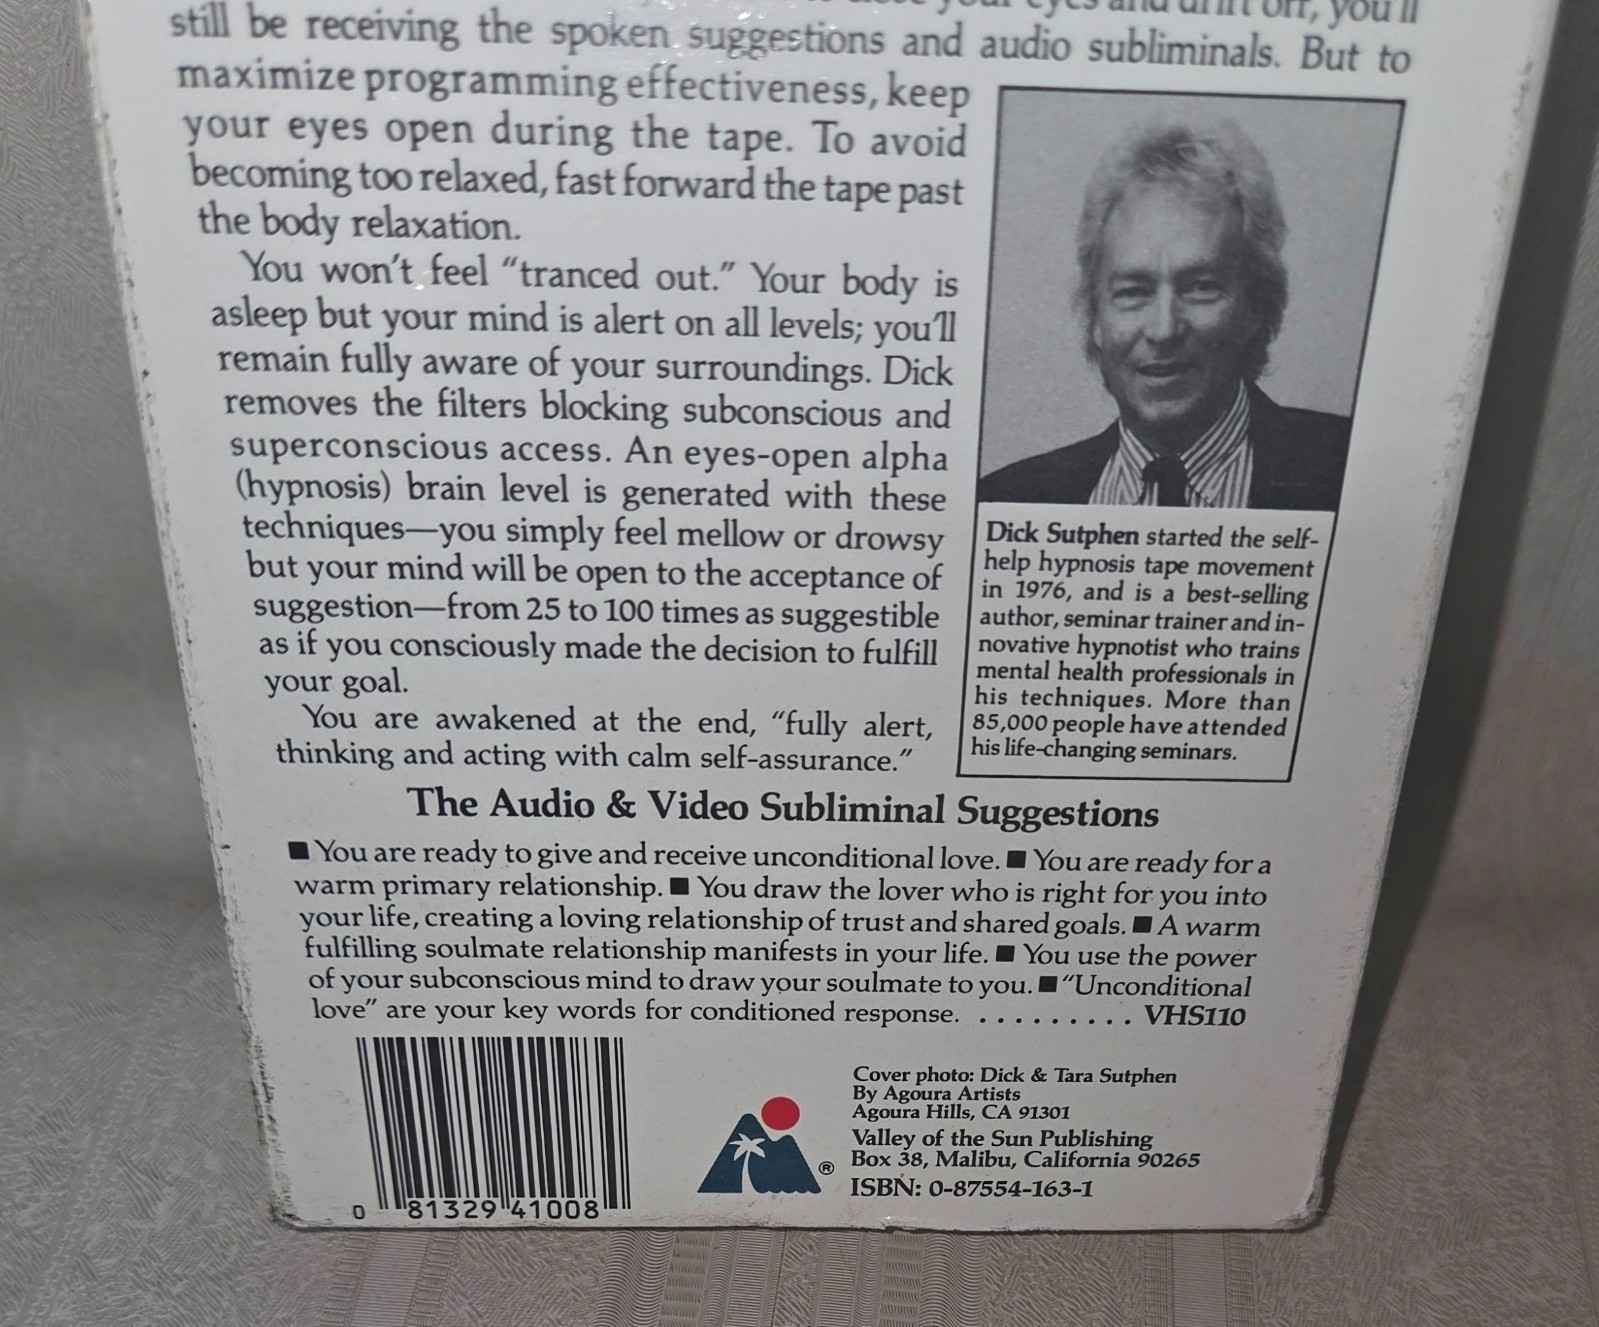 your eyes and drift off, you'll
still be receiving the spoken suggestions and audio subliminals. But to
maximize programming effectiveness, keep
your eyes open during the tape. To avoid
becoming too relaxed, fast forward the tape past
the body relaxation.
You won't feel “tranced out.” Your body is
asleep but your mind is alert on all levels; you'll
remain fully aware of your surroundings. Dick
removes the filters blocking subconscious and
superconscious access. An eyes-open alpha
(hypnosis) brain level is generated with these
techniques—you simply feel mellow or drowsy
but your mind will be open to the acceptance of
suggestion—from 25 to 100 times as suggestible
as if you consciously made the decision to fulfill
your goal.
You are awakened at the end, “fully alert,
thinking and acting with calm self-assurance.”
Dick Sutphen started the self-
help hypnosis tape movement
in 1976, and is a best-selling
author, seminar trainer and in-
novative hypnotist who trains
mental health professionals in
his techniques. More than
85,000 people have attended
his life-changing seminars.
The Audio & Video Subliminal Suggestions
■ You are ready to give and receive unconditional love. ■ You are ready for a
warm primary relationship. ■ You draw the lover who is right for you into
your life, creating a loving relationship of trust and shared goals. ■ A warm
fulfilling soulmate relationship manifests in your life. ■ You use the power
of your subconscious mind to draw your soulmate to you. ■ “Unconditional
love” are your key words for conditioned response. . . . . . . . . . VHS110
0 81329 41008
Cover photo: Dick & Tara Sutphen
By Agoura Artists
Agoura Hills, CA 91301
Valley of the Sun Publishing
Box 38, Malibu, California 90265
ISBN: 0-87554-163-1
®